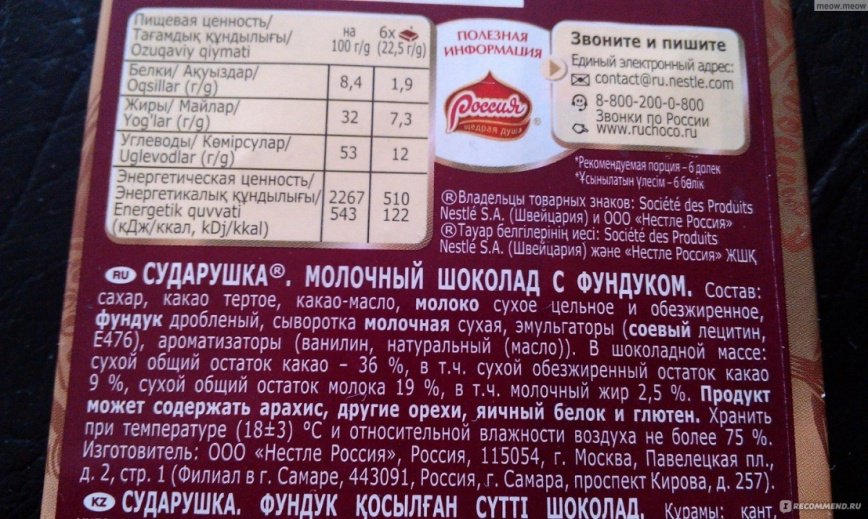 Пищевая ценность/
Тағамдық құндылығы/
Ozuqaviy qiymati
на 100 г/g
6х (22,5 г/g)
Белки/ Ақуыздар/
Oqsillar (г/g)
8,4 1,9
Жиры/ Майлар/
Yog'lar (г/g)
32 7,3
Углеводы/ Көмірсулар/
Uglevodlar (г/g)
53 12
Энергетическая ценность/
Энергетикалық құндылығы/
Energetik quvvati
(кДж/ккал, kDj/kkal)
2267 510
543 122
ПОЛЕЗНАЯ
ИНФОРМАЦИЯ
Россия®
щедрая душа
Звоните и пишите
Единый электронный адрес:
contact@ru.nestle.com
8-800-200-0-800
Звонки по России
www.ruchoco.ru
*Рекомендуемая порция – 6 долек
*Ұсынылатын үлесім – 6 бөлік
®Владельцы товарных знаков: Société des Produits
Nestlé S.A. (Швейцария) и ООО «Нестле Россия»
®Тауар белгілерінің иесі: Société des Produits
Nestlé S.A. (Швейцария) және «Нестле Россия» ЖШҚ
RU СУДАРУШКА®. МОЛОЧНЫЙ ШОКОЛАД С ФУНДУКОМ. Состав:
сахар, какао тертое, какао-масло, молоко сухое цельное и обезжиренное,
фундук дробленый, сыворотка молочная сухая, эмульгаторы (соевый лецитин,
Е476), ароматизаторы (ванилин, натуральный (масло)). В шоколадной массе:
сухой общий остаток какао – 36 %, в т.ч. сухой обезжиренный остаток какао
9 %, сухой общий остаток молока 19 %, в т.ч. молочный жир 2,5 %. Продукт
может содержать арахис, другие орехи, яичный белок и глютен. Хранить
при температуре (18±3) °С и относительной влажности воздуха не более 75 %.
Изготовитель: ООО «Нестле Россия», Россия, 115054, г. Москва, Павелецкая пл.,
д. 2, стр. 1 (Филиал в г. Самаре, 443091, Россия, г. Самара, проспект Кирова, д. 257).
KZ СУДАРУШКА. ФУНДУК ҚОСЫЛҒАН СҮТТІ ШОКОЛАД. Құрамы: қант,
meow.meow
IRECOMMEND.RU